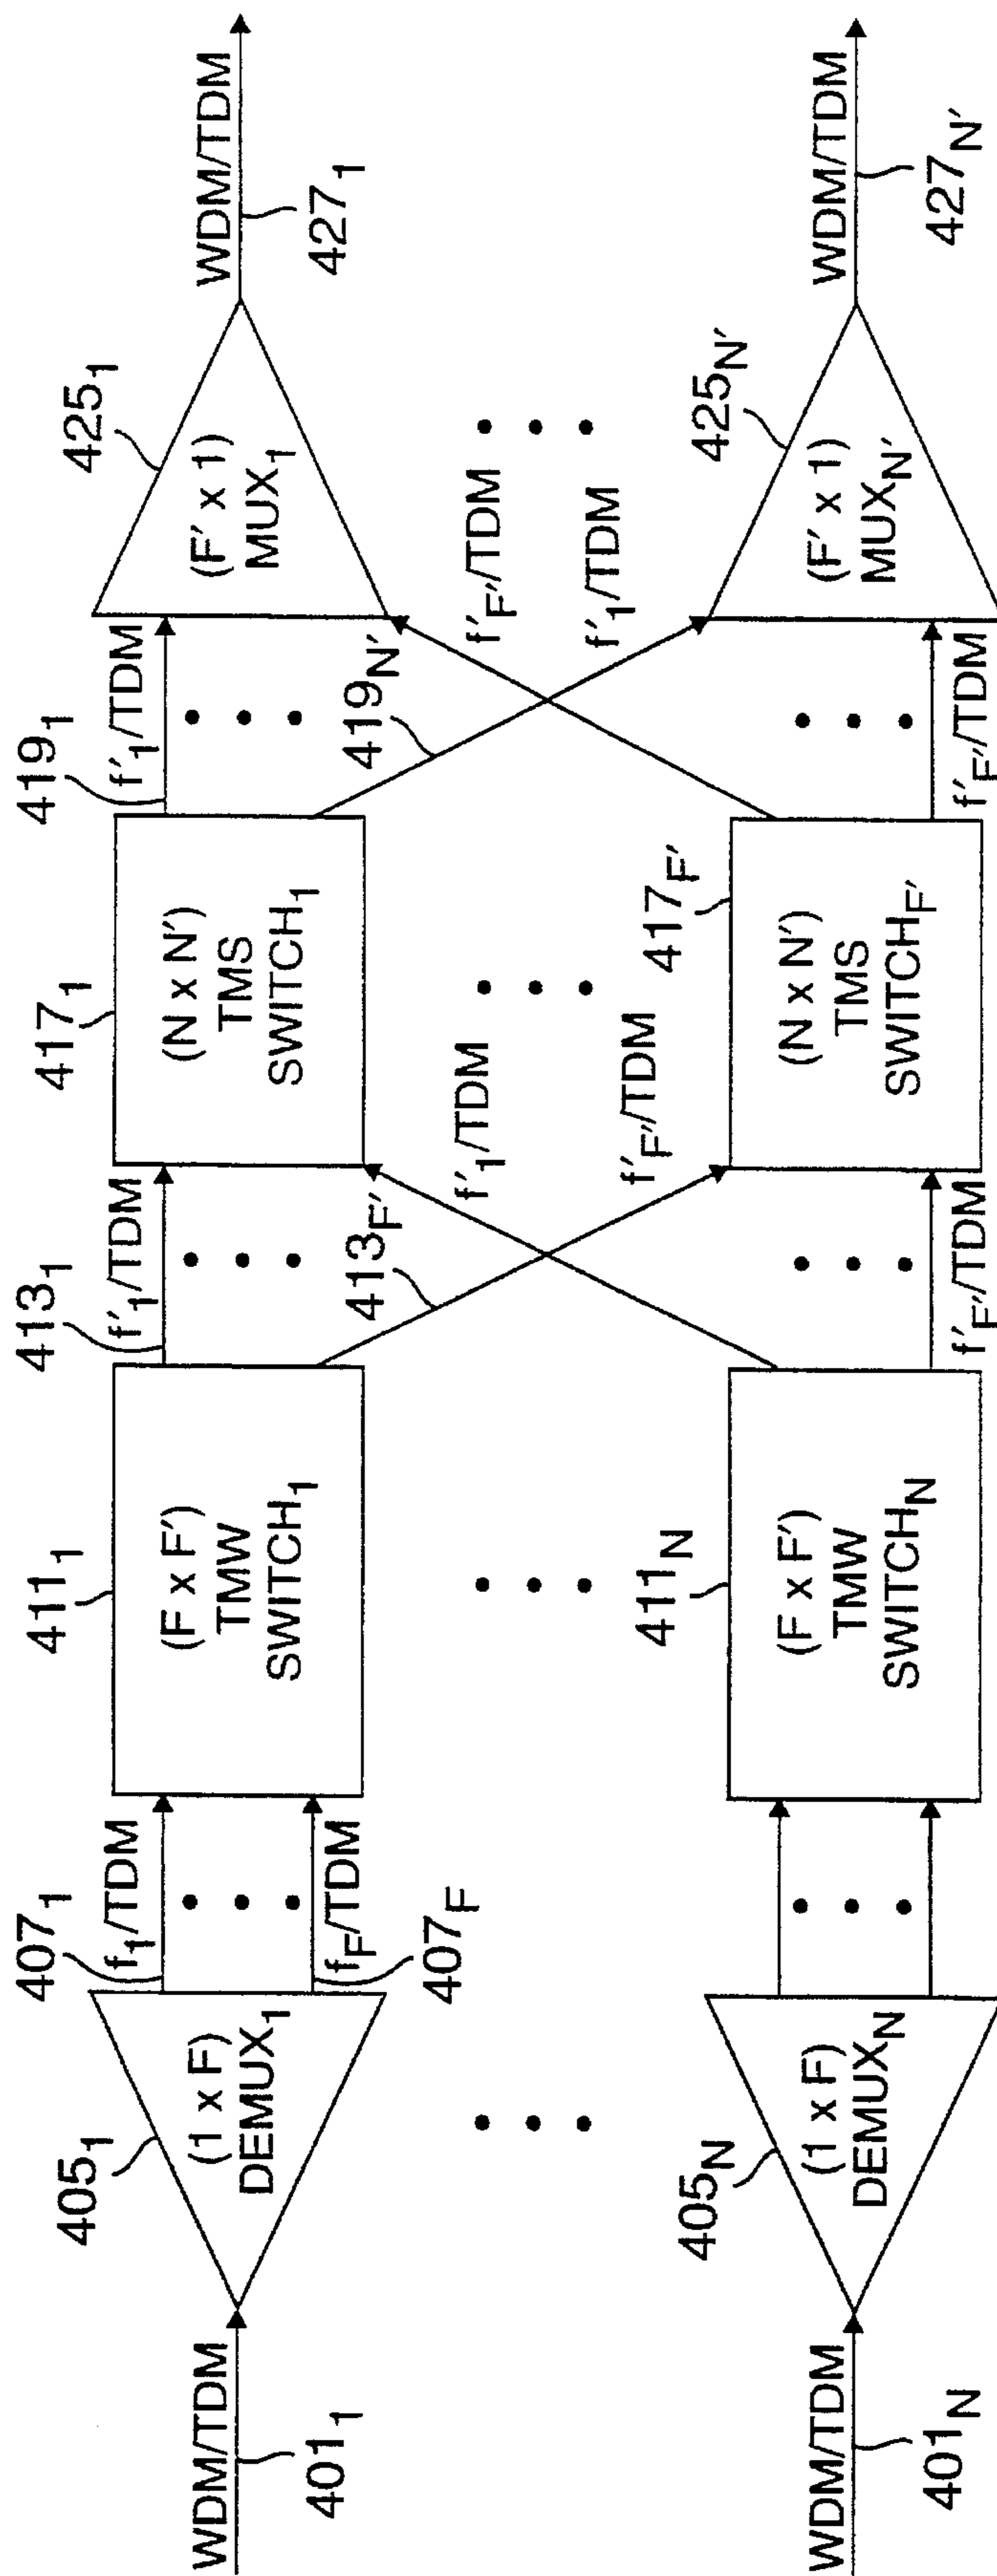 WDM/TDM
401₁
405₁
(1 x F)
DEMUX₁
407₁
f₁/TDM
f_F/TDM
407_F
411₁
(F x F')
TMW
SWITCH₁
413₁
f'₁/TDM
413_F'
417₁
(N x N')
TMS
SWITCH₁
419₁
f'₁/TDM
419_N'
425₁
(F' x 1)
MUX₁
WDM/TDM
427₁
f'₁/TDM
f'_F'/TDM
f'_F'/TDM
f'₁/TDM
WDM/TDM
401_N
405_N
(1 x F)
DEMUX_N
411_N
(F x F')
TMW
SWITCH_N
f'_F'/TDM
417_F'
(N x N')
TMS
SWITCH_F'
f'_F'/TDM
425_N'
(F' x 1)
MUX_N'
WDM/TDM
427_N'